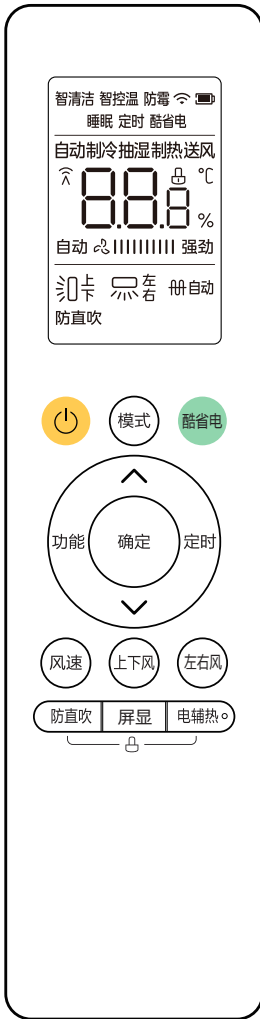 智清洁 智控温 防霉
睡眠 定时 酷省电
自动制冷抽湿制热送风
88.8 ℃
%
自动 强劲
上下 左右 自动
防直吹
模式 酷省电
功能 确定 定时
风速 上下风 左右风
防直吹 屏显 电辅热